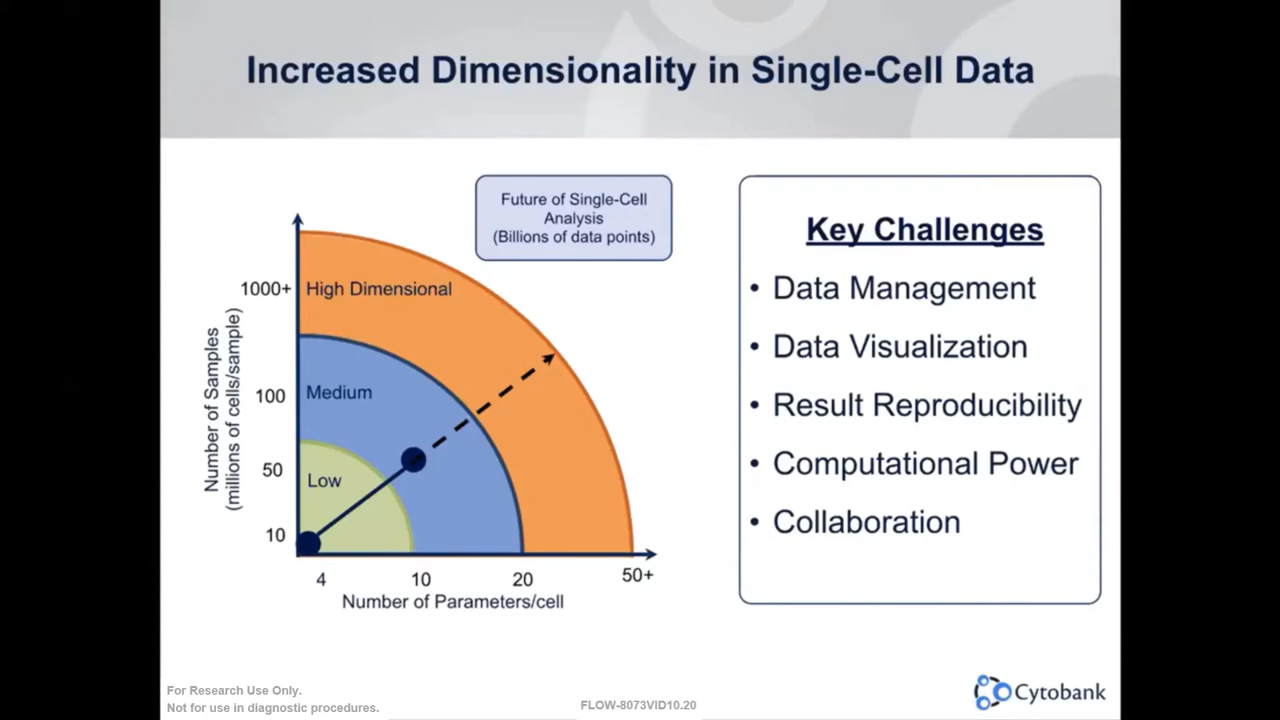 Increased Dimensionality in Single-Cell Data
Future of Single-Cell
Analysis
(Billions of data points)
Number of Samples
(millions of cells/sample)
1000+
100
50
10
High Dimensional
Medium
Low
4
10
20
50+
Number of Parameters/cell
Key Challenges
• Data Management
• Data Visualization
• Result Reproducibility
• Computational Power
• Collaboration
For Research Use Only.
Not for use in diagnostic procedures.
FLOW-8073VID10.20
Cytobank